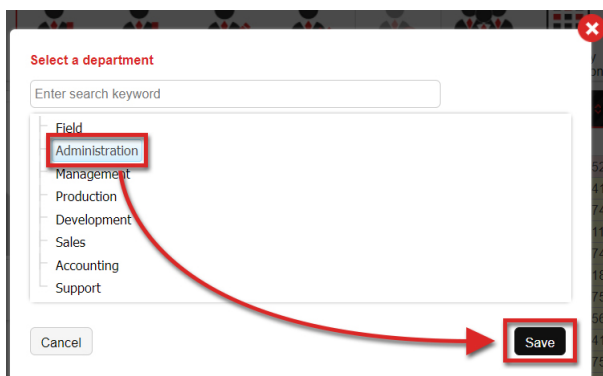 Select a department
Enter search keyword
Field
Administration
Management
Production
Development
Sales
Accounting
Support
Cancel
Save